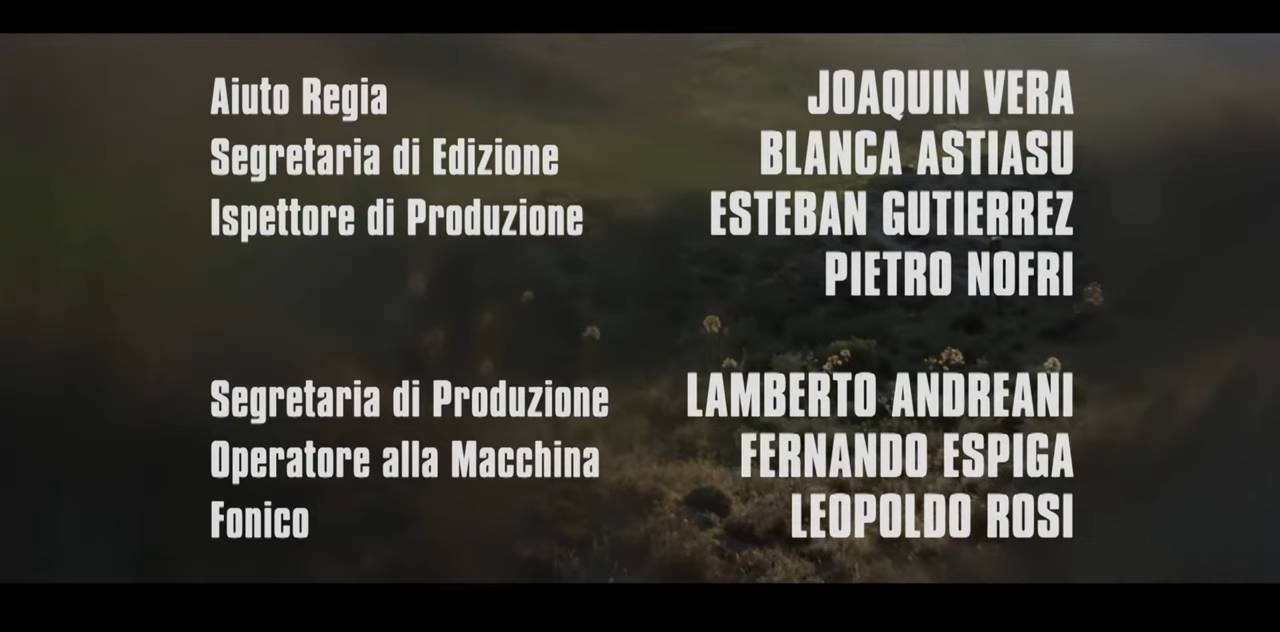 Aiuto Regia JOAQUIN VERA
Segretaria di Edizione BLANCA ASTIASU
Ispettore di Produzione ESTEBAN GUTIERREZ
PIETRO NOFRI
Segretaria di Produzione LAMBERTO ANDREANI
Operatore alla Macchina FERNANDO ESPIGA
Fonico LEOPOLDO ROSI